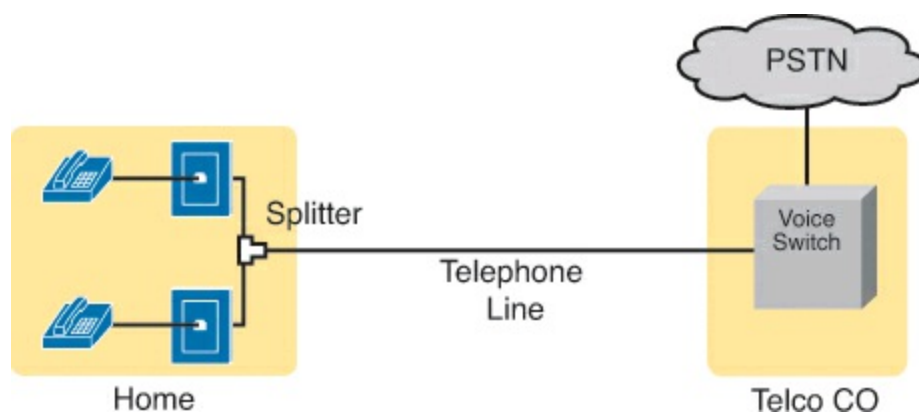 PSTN
Splitter
Voice
Switch
Telephone
Line
Home
Telco CO